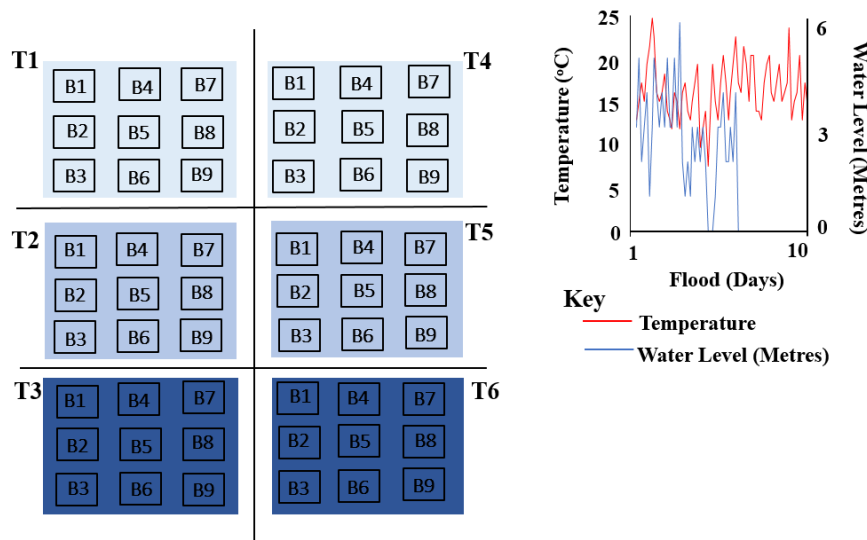 T1
B1 B4 B7
B2 B5 B8
B3 B6 B9
T4
B1 B4 B7
B2 B5 B8
B3 B6 B9
T2
B1 B4 B7
B2 B5 B8
B3 B6 B9
T5
B1 B4 B7
B2 B5 B8
B3 B6 B9
T3
B1 B4 B7
B2 B5 B8
B3 B6 B9
T6
B1 B4 B7
B2 B5 B8
B3 B6 B9
Temperature (°C)
25
20
15
10
5
0
6
3
0
Water Level (Metres)
1
10
Flood (Days)
Key
Temperature
Water Level (Metres)